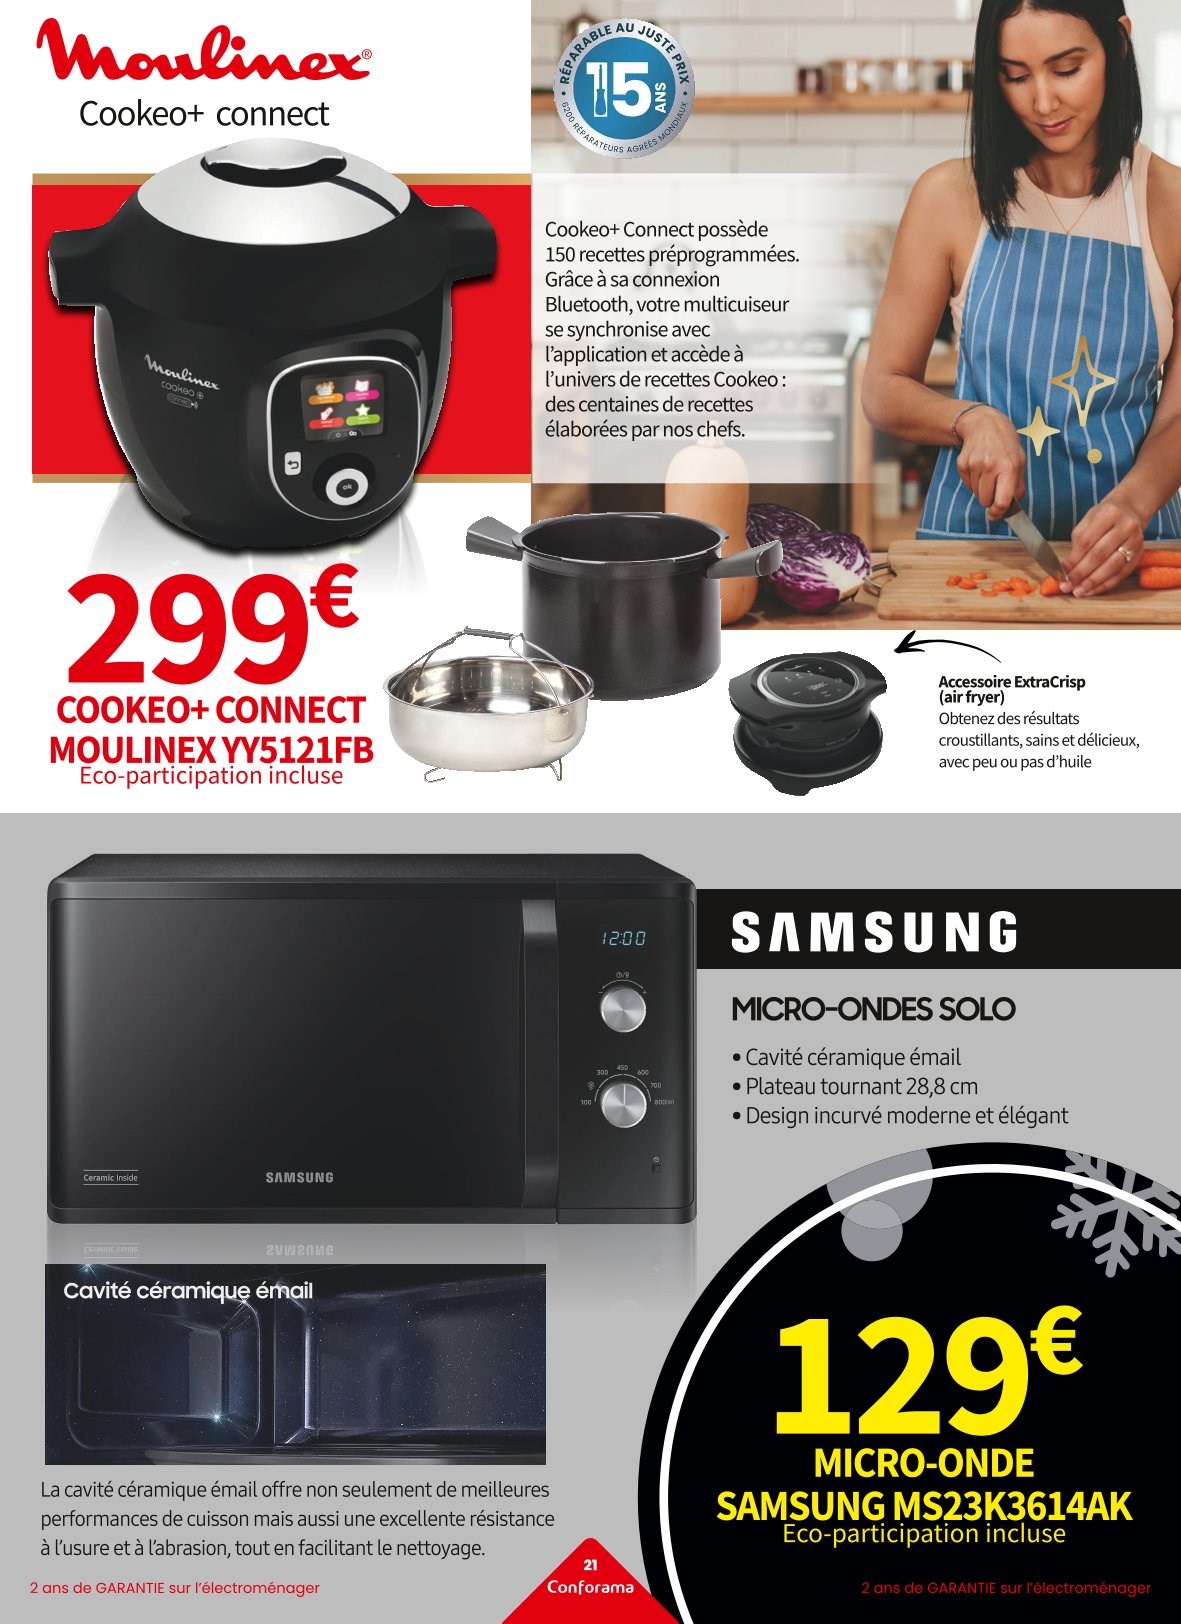 Moulinex®
Cookeo+ connect
RÉPARABLE AU JUSTE PRIX
15 ANS
6200 RÉPARATEURS AGRÉÉS MONDIAUX
Cookeo+ Connect possède
150 recettes préprogrammées.
Grâce à sa connexion
Bluetooth, votre multicuiseur
se synchronise avec
l'application et accède à
l'univers de recettes Cookeo :
des centaines de recettes
élaborées par nos chefs.
Moulinex
cookeo +
connect
ok
299€
COOKEO+ CONNECT
MOULINEX YY5121FB
Eco-participation incluse
Accessoire ExtraCrisp
(air fryer)
Obtenez des résultats
croustillants, sains et délicieux,
avec peu ou pas d'huile
12:00
100 300 450 600 700 800W
Ceramic Inside
SAMSUNG
SAMSUNG
MICRO-ONDES SOLO
• Cavité céramique émail
• Plateau tournant 28,8 cm
• Design incurvé moderne et élégant
Cavité céramique émail
La cavité céramique émail offre non seulement de meilleures
performances de cuisson mais aussi une excellente résistance
à l'usure et à l'abrasion, tout en facilitant le nettoyage.
129€
MICRO-ONDE
SAMSUNG MS23K3614AK
Eco-participation incluse
2 ans de GARANTIE sur l'électroménager
21
Conforama
2 ans de GARANTIE sur l'électroménager